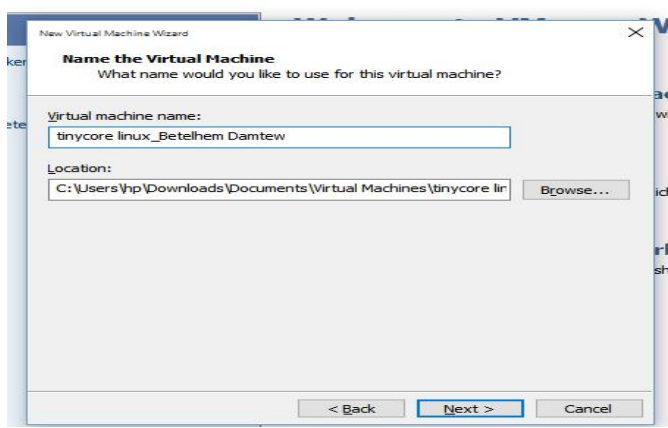 New Virtual Machine Wizard
Name the Virtual Machine
What name would you like to use for this virtual machine?
Virtual machine name:
tinycore linux_Betelhem Damtew
Location:
C:\Users\hp\Downloads\Documents\Virtual Machines\tinycore lin
Browse...
< Back
Next >
Cancel